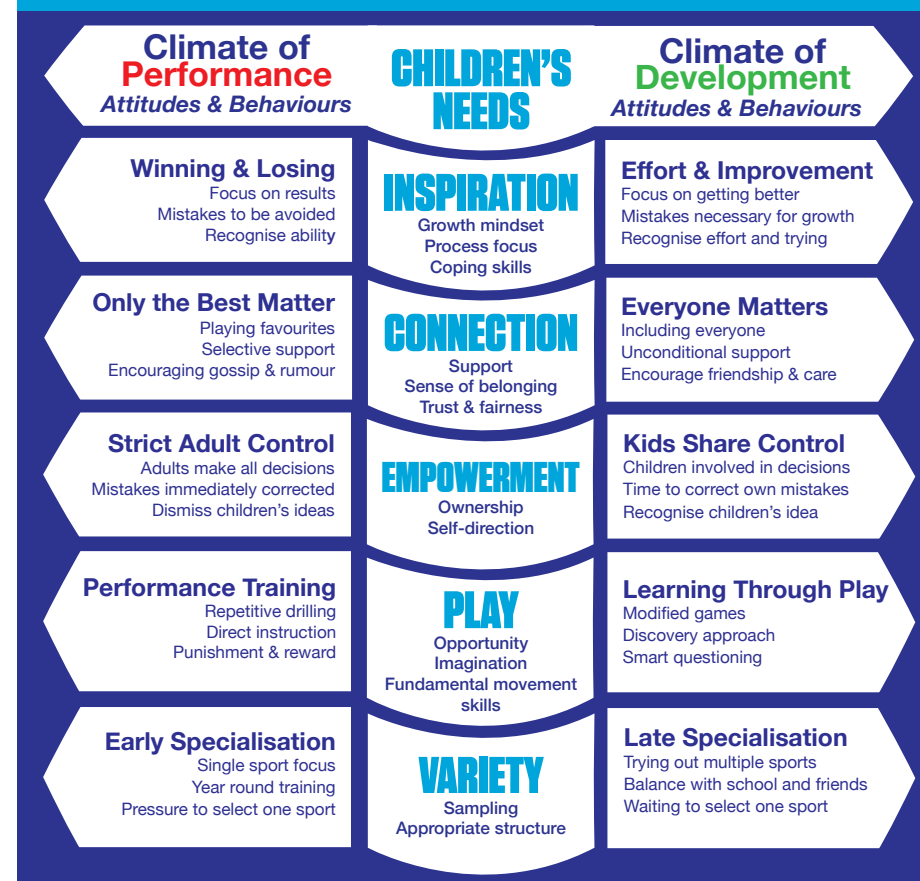 Climate of
Performance
Attitudes & Behaviours
CHILDREN'S
NEEDS
Climate of
Development
Attitudes & Behaviours
Winning & Losing
Focus on results
Mistakes to be avoided
Recognise ability
INSPIRATION
Growth mindset
Process focus
Coping skills
Effort & Improvement
Focus on getting better
Mistakes necessary for growth
Recognise effort and trying
Only the Best Matter
Playing favourites
Selective support
Encouraging gossip & rumour
CONNECTION
Support
Sense of belonging
Trust & fairness
Everyone Matters
Including everyone
Unconditional support
Encourage friendship & care
Strict Adult Control
Adults make all decisions
Mistakes immediately corrected
Dismiss children's ideas
EMPOWERMENT
Ownership
Self-direction
Kids Share Control
Children involved in decisions
Time to correct own mistakes
Recognise children's idea
Performance Training
Repetitive drilling
Direct instruction
Punishment & reward
PLAY
Opportunity
Imagination
Fundamental movement
skills
Learning Through Play
Modified games
Discovery approach
Smart questioning
Early Specialisation
Single sport focus
Year round training
Pressure to select one sport
VARIETY
Sampling
Appropriate structure
Late Specialisation
Trying out multiple sports
Balance with school and friends
Waiting to select one sport